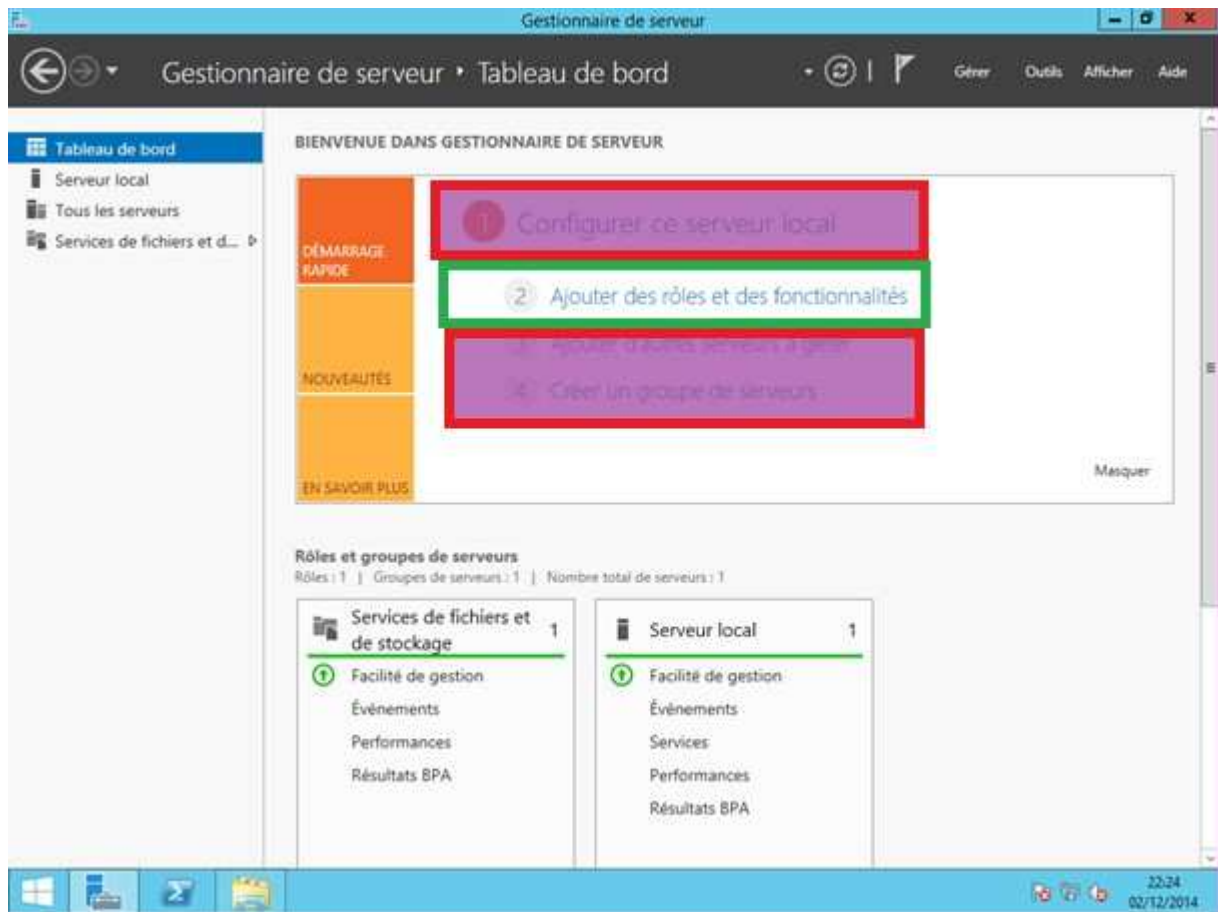 Gestionnaire de serveur
Gestionnaire de serveur • Tableau de bord
Gérer Outils Afficher Aide
Tableau de bord
Serveur local
Tous les serveurs
Services de fichiers et d...
BIENVENUE DANS GESTIONNAIRE DE SERVEUR
DÉMARRAGE
RAPIDE
NOUVEAUTÉS
EN SAVOIR PLUS
1 Configurer ce serveur local
2 Ajouter des rôles et des fonctionnalités
3 Ajouter d'autres serveurs à gérer
4 Créer un groupe de serveurs
Masquer
Rôles et groupes de serveurs
Rôles : 1 | Groupes de serveurs : 1 | Nombre total de serveurs : 1
Services de fichiers et
de stockage
1
Facilité de gestion
Événements
Performances
Résultats BPA
Serveur local 1
Facilité de gestion
Événements
Services
Performances
Résultats BPA
22:24
02/12/2014